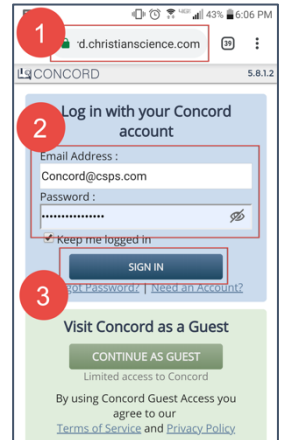 43% 6:06 PM
1
rd.christianscience.com
39
CONCORD
5.8.1.2
2
Log in with your Concord
account
Email Address :
Concord@csps.com
Password :
••••••••••••••••
Keep me logged in
SIGN IN
3
Forgot Password? | Need an Account?
Visit Concord as a Guest
CONTINUE AS GUEST
Limited access to Concord
By using Concord Guest Access you
agree to our
Terms of Service and Privacy Policy